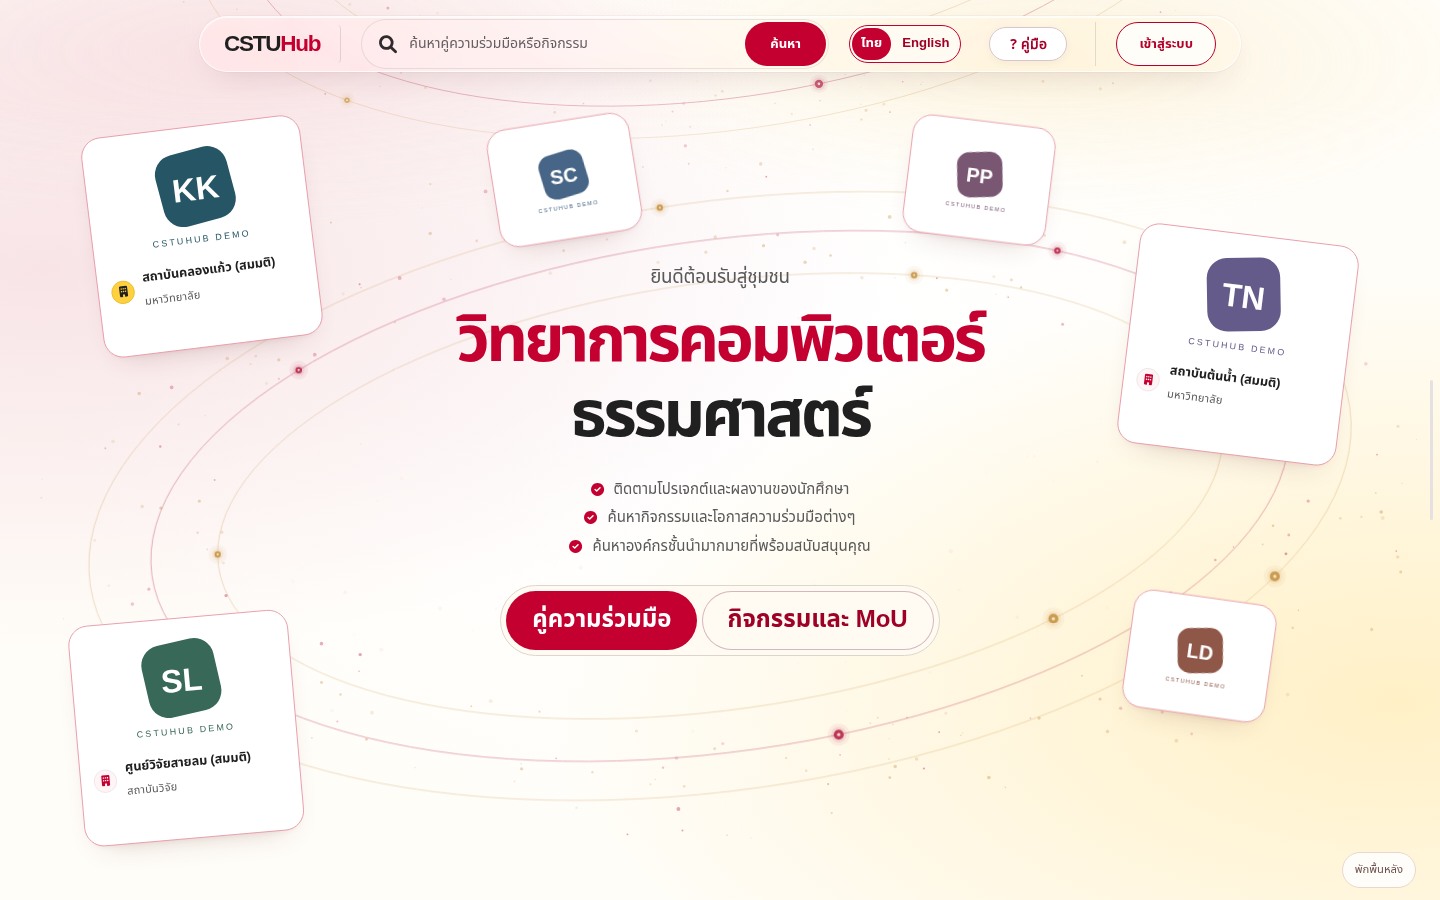 CSTUHub
ค้นหาคู่ความร่วมมือหรือกิจกรรม
ค้นหา
ไทย English
? คู่มือ
เข้าสู่ระบบ
KK
CSTUHUB DEMO
สถาบันคลองแก้ว (สมมติ)
มหาวิทยาลัย
SC
CSTUHUB DEMO
PP
CSTUHUB DEMO
TN
CSTUHUB DEMO
สถาบันต้นน้ำ (สมมติ)
มหาวิทยาลัย
ยินดีต้อนรับสู่ชุมชน
วิทยาการคอมพิวเตอร์
ธรรมศาสตร์
ติดตามโปรเจกต์และผลงานของนักศึกษา
ค้นหากิจกรรมและโอกาสความร่วมมือต่างๆ
ค้นหาองค์กรชั้นนำมากมายที่พร้อมสนับสนุนคุณ
คู่ความร่วมมือ
กิจกรรมและ MoU
SL
CSTUHUB DEMO
ศูนย์วิจัยสายลม (สมมติ)
สถาบันวิจัย
LD
CSTUHUB DEMO
พักพื้นหลัง